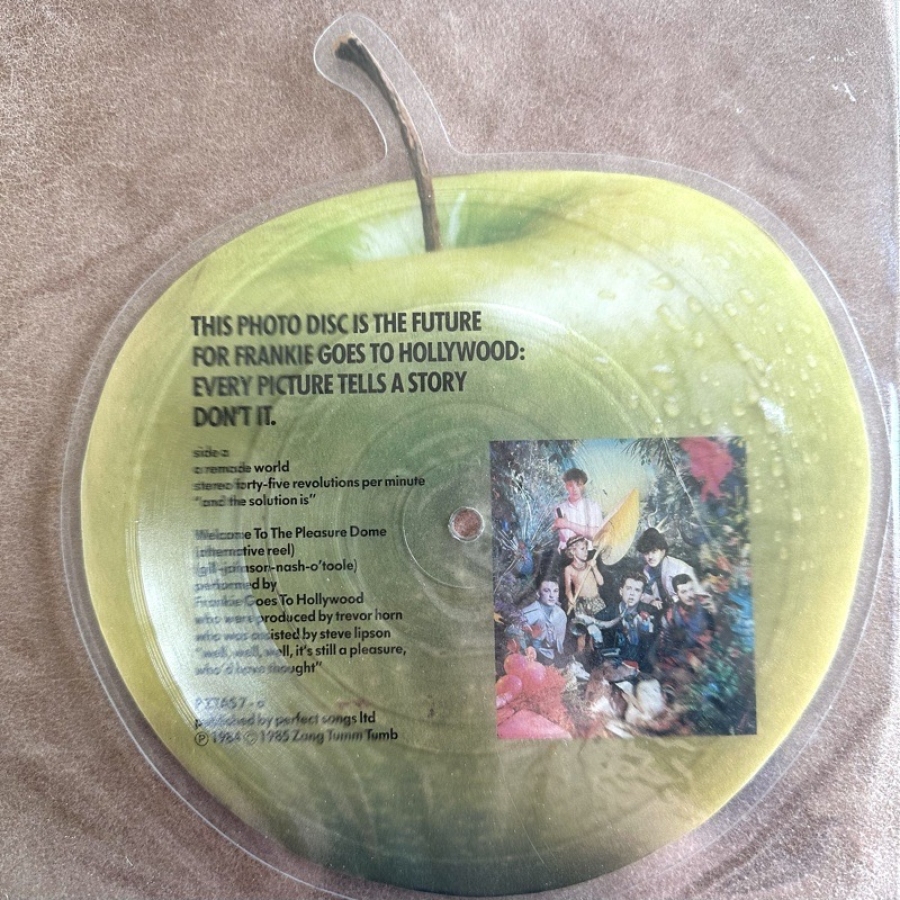 THIS PHOTO DISC IS THE FUTURE
FOR FRANKIE GOES TO HOLLYWOOD:
EVERY PICTURE TELLS A STORY
DON'T IT.
side a
a remade world
stereo forty-five revolutions per minute
"and the solution is"
Welcome To The Pleasure Dome
(alternative reel)
(gill-johnson-nash-o'toole)
performed by
Frankie Goes To Hollywood
who were produced by trevor horn
who was assisted by steve lipson
"well, well, well, it's still a pleasure,
who'd have thought"
PZTAS7-a
published by perfect songs ltd
℗ 1984 © 1985 Zang Tumm Tumb